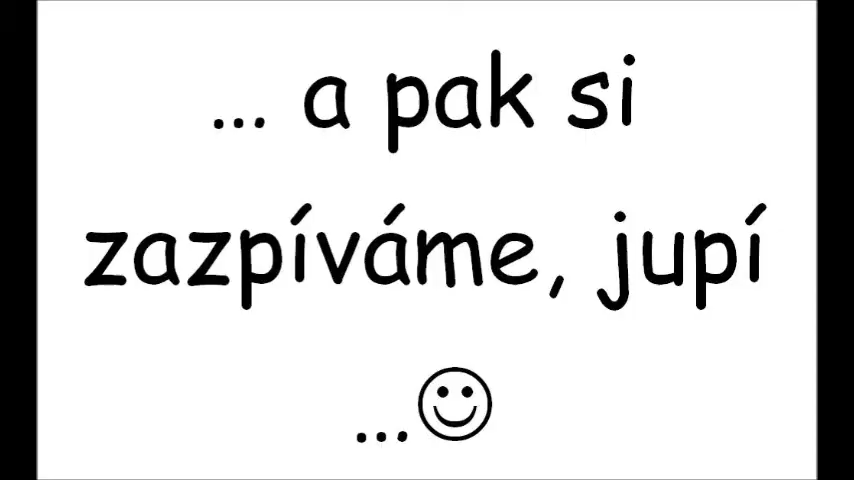 ... a pak si
zazpíváme, jupí
...☺